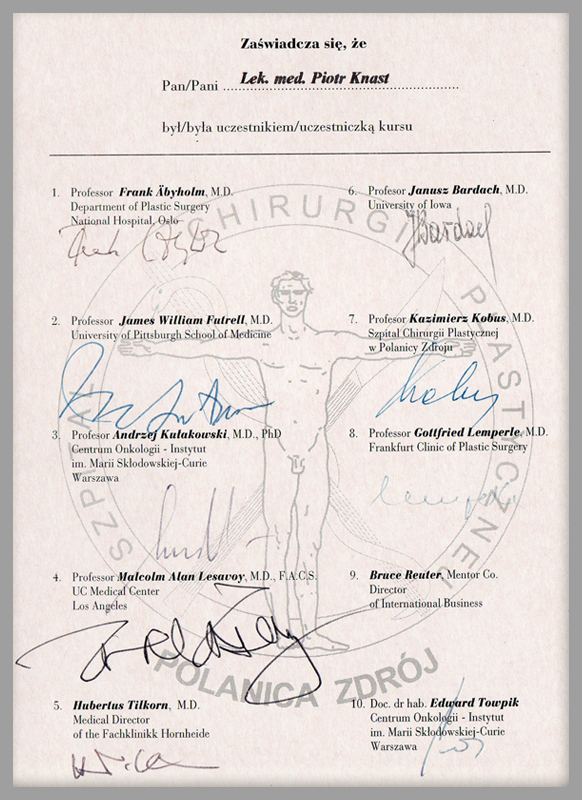 Zaświadcza się, że
Pan/Pani Lek. med. Piotr Knast
był/była uczestnikiem/uczestniczką kursu
1. Professor Frank Åbyholm, M.D.
Department of Plastic Surgery
National Hospital, Oslo
2. Professor James William Futrell, M.D.
University of Pittsburgh School of Medicine
3. Profesor Andrzej Kułakowski, M.D., PhD
Centrum Onkologii - Instytut
im. Marii Skłodowskiej-Curie
Warszawa
4. Professor Malcolm Alan Lesavoy, M.D., F.A.C.S.
UC Medical Center
Los Angeles
5. Hubertus Tilkorn, M.D.
Medical Director
of the Fachklinikk Hornheide
6. Profesor Janusz Bardach, M.D.
University of Iowa
JBardach
7. Profesor Kazimierz Kobus, M.D.
Szpital Chirurgii Plastycznej
w Polanicy Zdroju
8. Professor Gottfried Lemperle, M.D.
Frankfurt Clinic of Plastic Surgery
9. Bruce Reuter, Mentor Co.
Director
of International Business
10. Doc. dr hab. Edward Towpik
Centrum Onkologii - Instytut
im. Marii Skłodowskiej-Curie
Warszawa
SZPITAL CHIRURGII PLASTYCZNEJ
POLANICA ZDRÓJ